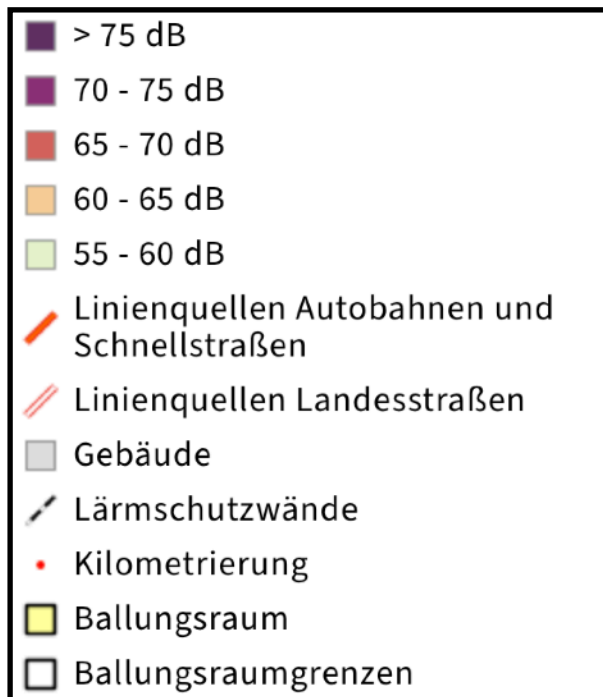 > 75 dB
70 - 75 dB
65 - 70 dB
60 - 65 dB
55 - 60 dB
Linienquellen Autobahnen und
Schnellstraßen
Linienquellen Landesstraßen
Gebäude
Lärmschutzwände
Kilometrierung
Ballungsraum
Ballungsraumgrenzen